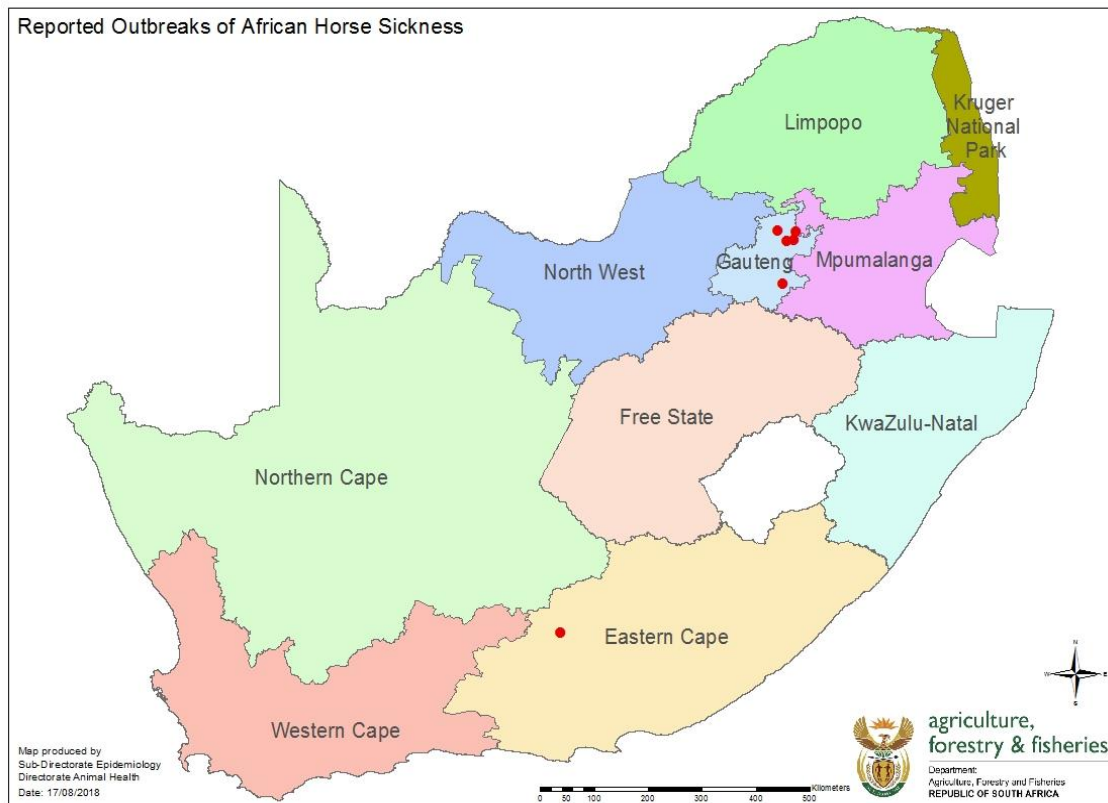 Reported Outbreaks of African Horse Sickness
Limpopo
Kruger
National
Park
North West
Gauteng
Mpumalanga
Free State
KwaZulu-Natal
Northern Cape
Eastern Cape
Western Cape
N
W
E
S
Map produced by
Sub-Directorate Epidemiology
Directorate Animal Health
Date: 17/08/2018
Kilometers
0 50 100 200 300 400 500
agriculture,
forestry & fisheries
Department:
Agriculture, Forestry and Fisheries
REPUBLIC OF SOUTH AFRICA